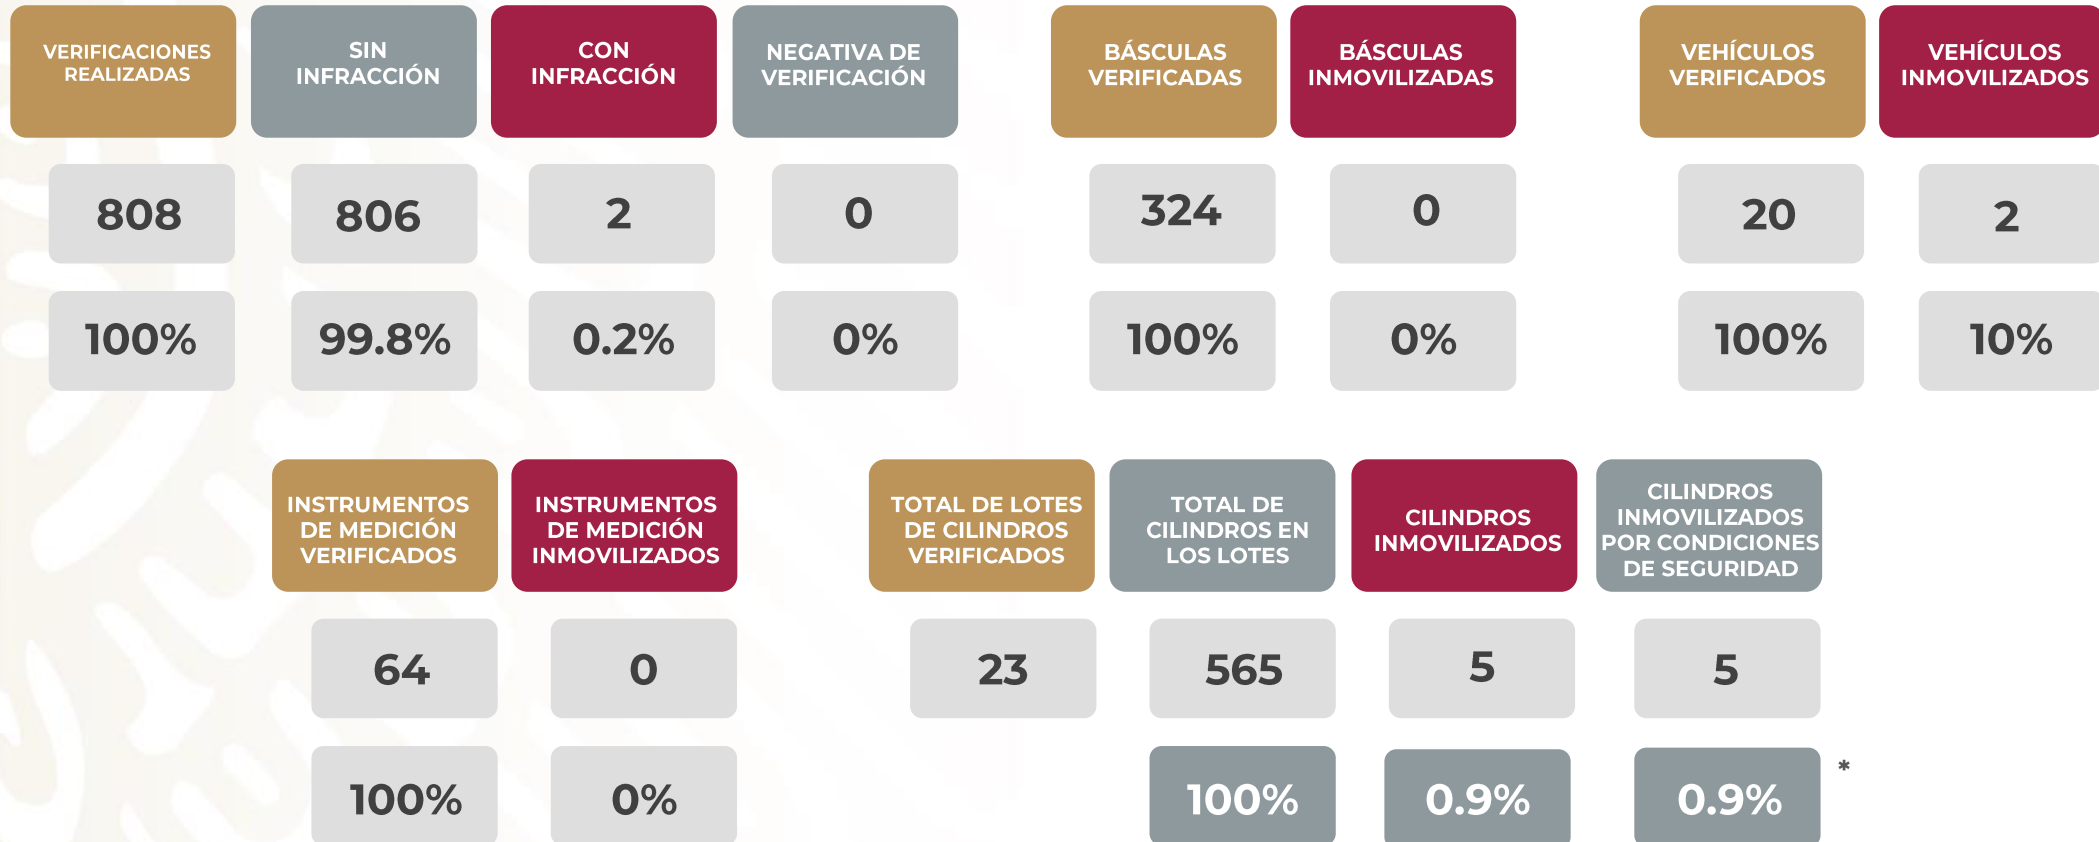 VERIFICACIONES
REALIZADAS
SIN
INFRACCIÓN
CON
INFRACCIÓN
NEGATIVA DE
VERIFICACIÓN
BÁSCULAS
VERIFICADAS
BÁSCULAS
INMOVILIZADAS
VEHÍCULOS
VERIFICADOS
VEHÍCULOS
INMOVILIZADOS
808
806
2
0
324
0
20
2
100%
99.8%
0.2%
0%
100%
0%
100%
10%
INSTRUMENTOS
DE MEDICIÓN
VERIFICADOS
INSTRUMENTOS
DE MEDICIÓN
INMOVILIZADOS
TOTAL DE LOTES
DE CILINDROS
VERIFICADOS
TOTAL DE
CILINDROS EN
LOS LOTES
CILINDROS
INMOVILIZADOS
CILINDROS
INMOVILIZADOS
POR CONDICIONES
DE SEGURIDAD
64
0
23
565
5
5
100%
0%
100%
0.9%
0.9%
*